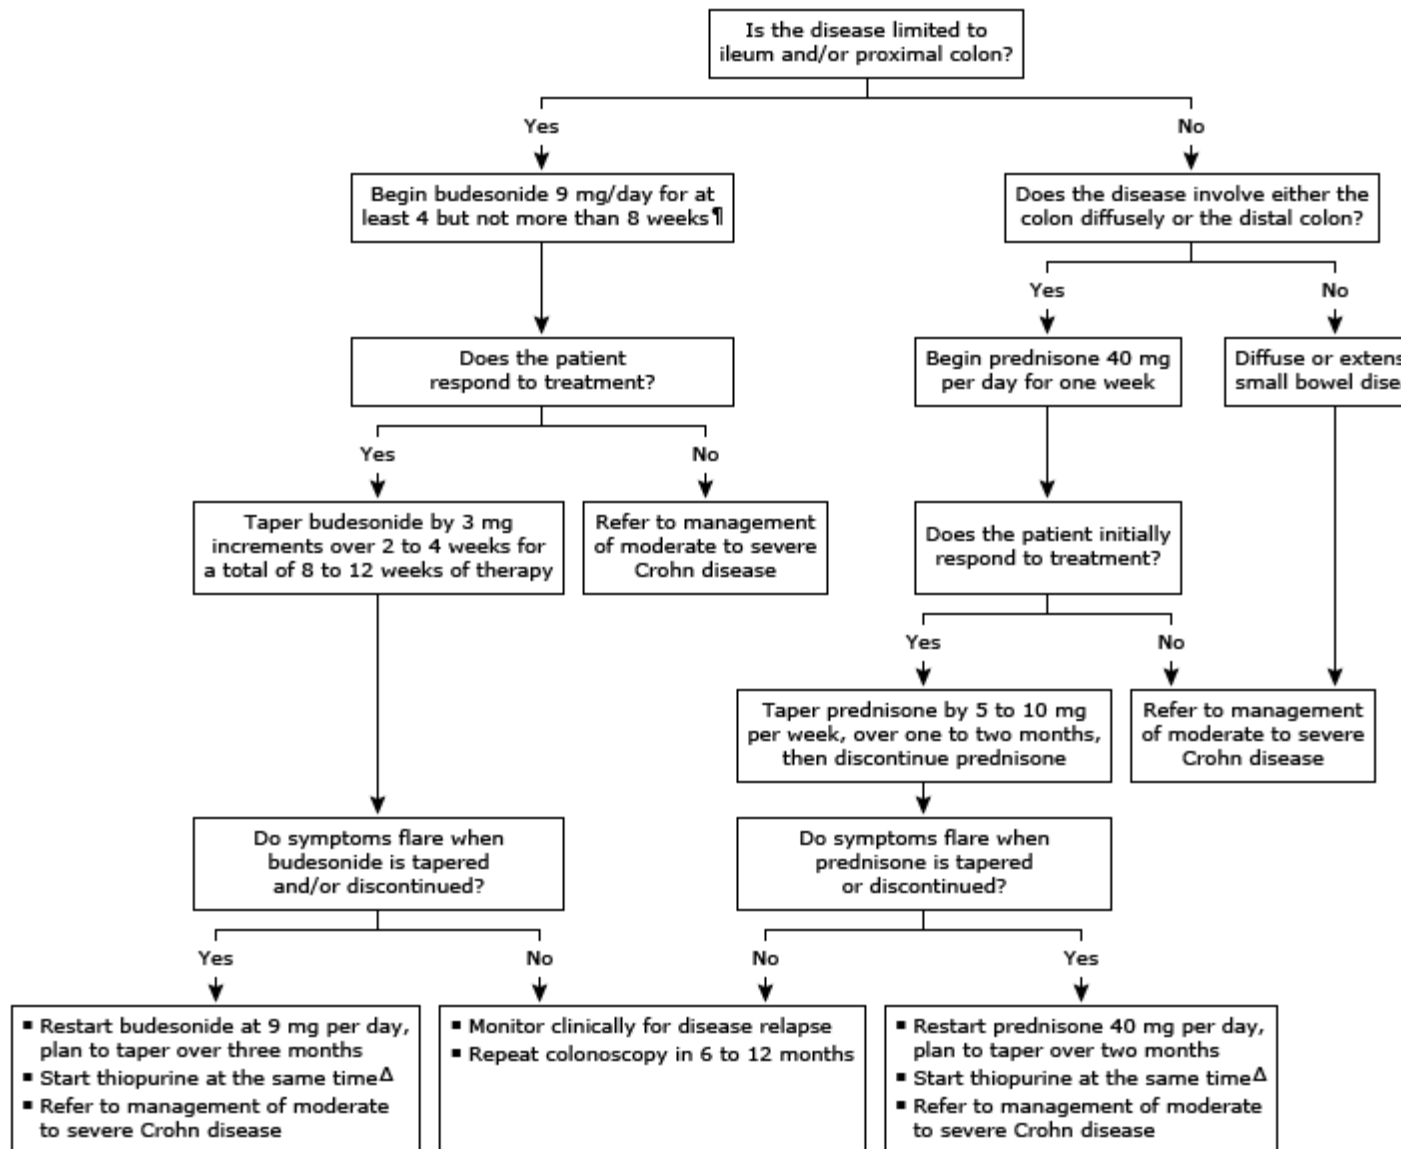 Is the disease limited to
ileum and/or proximal colon?
Yes
No
Begin budesonide 9 mg/day for at
least 4 but not more than 8 weeks¶
Does the disease involve either the
colon diffusely or the distal colon?
Yes
No
Does the patient
respond to treatment?
Begin prednisone 40 mg
per day for one week
Diffuse or extens
small bowel dise
Yes
No
Taper budesonide by 3 mg
increments over 2 to 4 weeks for
a total of 8 to 12 weeks of therapy
Refer to management
of moderate to severe
Crohn disease
Does the patient initially
respond to treatment?
Yes
No
Taper prednisone by 5 to 10 mg
per week, over one to two months,
then discontinue prednisone
Refer to management
of moderate to severe
Crohn disease
Do symptoms flare when
budesonide is tapered
and/or discontinued?
Do symptoms flare when
prednisone is tapered
or discontinued?
Yes
No
No
Yes
▪ Restart budesonide at 9 mg per day,
plan to taper over three months
▪ Start thiopurine at the same timeΔ
▪ Refer to management of moderate
to severe Crohn disease
▪ Monitor clinically for disease relapse
▪ Repeat colonoscopy in 6 to 12 months
▪ Restart prednisone 40 mg per day,
plan to taper over two months
▪ Start thiopurine at the same timeΔ
▪ Refer to management of moderate
to severe Crohn disease